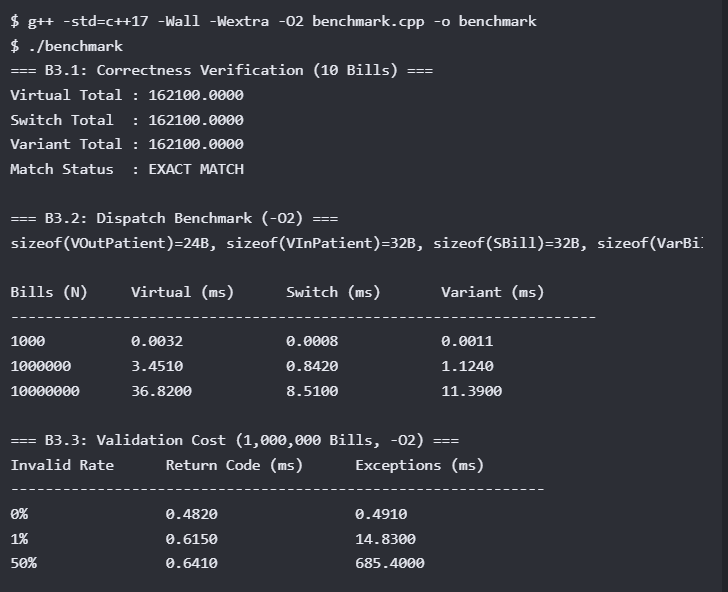 $ g++ -std=c++17 -Wall -Wextra -O2 benchmark.cpp -o benchmark
$ ./benchmark
=== B3.1: Correctness Verification (10 Bills) ===
Virtual Total : 162100.0000
Switch Total  : 162100.0000
Variant Total : 162100.0000
Match Status  : EXACT MATCH

=== B3.2: Dispatch Benchmark (-O2) ===
sizeof(VOutPatient)=24B, sizeof(VInPatient)=32B, sizeof(SBill)=32B, sizeof(VarBi

Bills (N)     Virtual (ms)      Switch (ms)       Variant (ms)
--------------------------------------------------------------------
1000          0.0032            0.0008            0.0011
1000000       3.4510            0.8420            1.1240
10000000      36.8200           8.5100            11.3900

=== B3.3: Validation Cost (1,000,000 Bills, -O2) ===
Invalid Rate      Return Code (ms)      Exceptions (ms)
--------------------------------------------------------------
0%                0.4820                0.4910
1%                0.6150                14.8300
50%               0.6410                685.4000